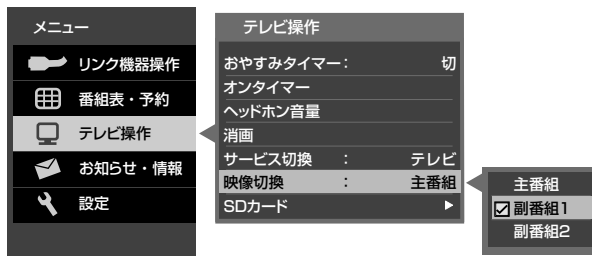 メニュー
リンク機器操作
番組表・予約
テレビ操作
お知らせ・情報
設定
テレビ操作
おやすみタイマー： 切
オンタイマー
ヘッドホン音量
消画
サービス切換 ： テレビ
映像切換 ： 主番組
SDカード
主番組
副番組1
副番組2